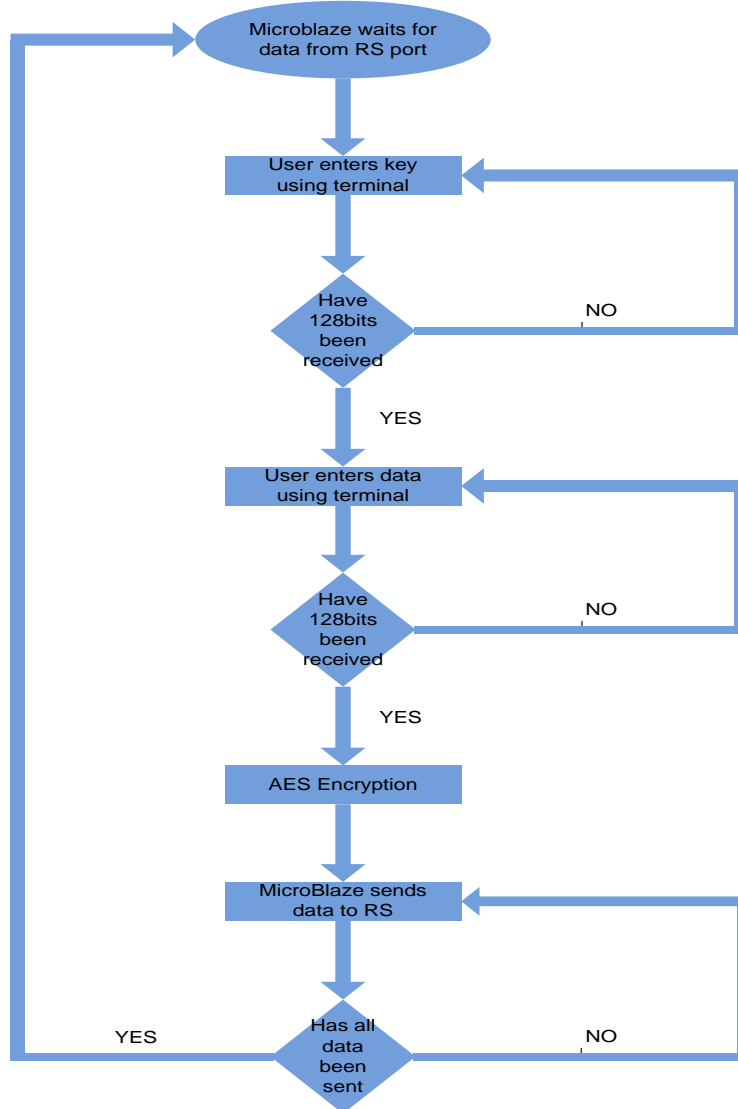 Microblaze waits for
data from RS port
User enters key
using terminal
Have
128bits
been
received
NO
YES
User enters data
using terminal
Have
128bits
been
received
NO
YES
AES Encryption
MicroBlaze sends
data to RS
Has all
data
been
sent
YES
NO